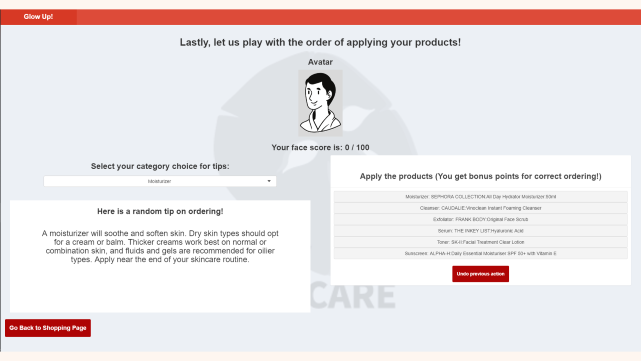 Glow Up!
Lastly, let us play with the order of applying your products!
Avatar
Your face score is: 0 / 100
Select your category choice for tips:
Moisturizer
Here is a random tip on ordering!
A moisturizer will soothe and soften skin. Dry skin types should opt
for a cream or balm. Thicker creams work best on normal or
combination skin, and fluids and gels are recommended for oilier
types. Apply near the end of your skincare routine.
Apply the products (You get bonus points for correct ordering!)
Moisturizer: SEPHORA COLLECTION:All Day Hydrator Moisturizer 50ml
Cleanser: CAUDALIE:Vinoclean Instant Foaming Cleanser
Exfoliator: FRANK BODY:Original Face Scrub
Serum: THE INKEY LIST:Hyaluronic Acid
Toner: SK-II:Facial Treatment Clear Lotion
Sunscreen: ALPHA-H:Daily Essential Moisturiser SPF 50+ with Vitamin E
Undo previous action
CARE
Go Back to Shopping Page